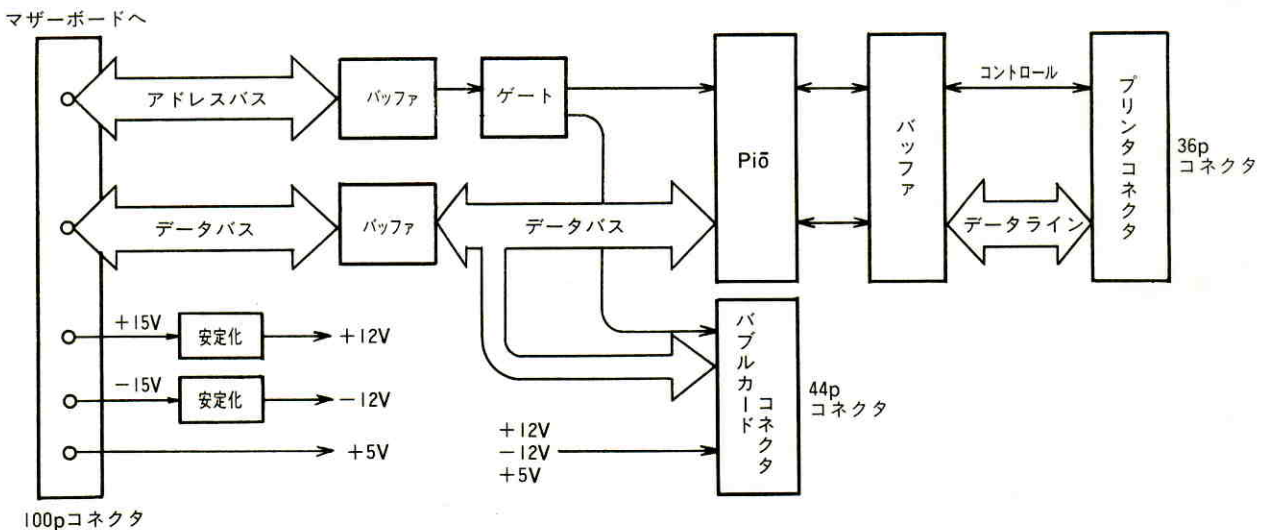 マザーボードへ
アドレスバス
バッファ
ゲート
Piō
バッファ
コントロール
プリンタコネクタ
36p
コネクタ
データバス
バッファ
データバス
データライン
+15V
安定化
+12V
-15V
安定化
-12V
+5V
+12V
-12V
+5V
バブルカード
コネクタ
44p
コネクタ
100pコネクタ